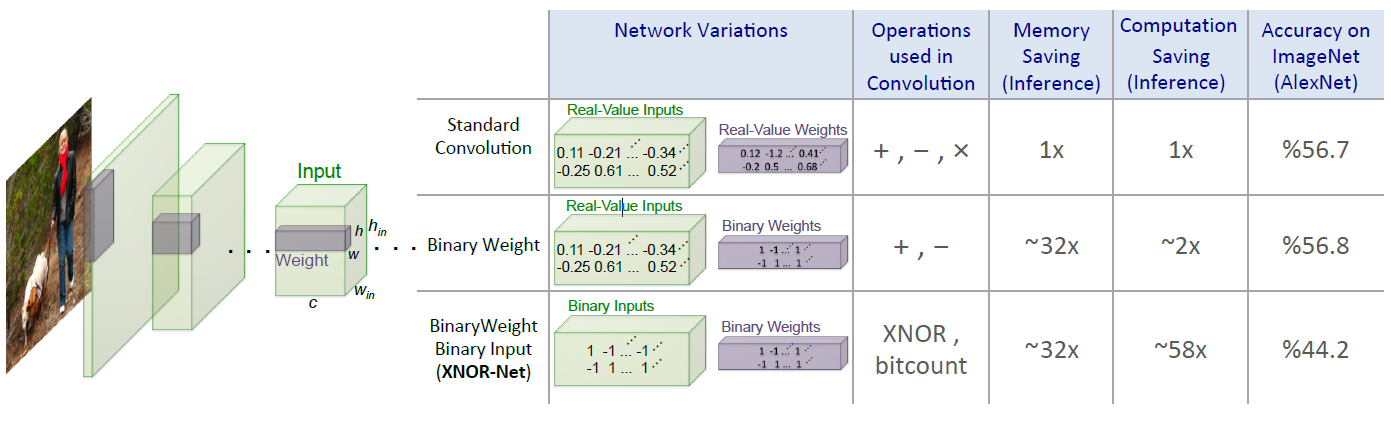 Network Variations
Operations
used in
Convolution
Memory
Saving
(Inference)
Computation
Saving
(Inference)
Accuracy on
ImageNet
(AlexNet)
Input
h
h_in
w
Weight
w_in
c
. . .
. . .
Standard
Convolution
Real-Value Inputs
0.11 -0.21 ... -0.34
-0.25 0.61 ... 0.52
Real-Value Weights
0.12 -1.2 ... 0.41
-0.2 0.5 ... 0.68
+ , − , ×
1x
1x
%56.7
Binary Weight
Real-Value Inputs
0.11 -0.21 ... -0.34
-0.25 0.61 ... 0.52
Binary Weights
1 -1 ... 1
-1 1 ... 1
+ , −
~32x
~2x
%56.8
BinaryWeight
Binary Input
(XNOR-Net)
Binary Inputs
1 -1 ... -1
-1 1 ... 1
Binary Weights
1 -1 ... 1
-1 1 ... 1
XNOR ,
bitcount
~32x
~58x
%44.2